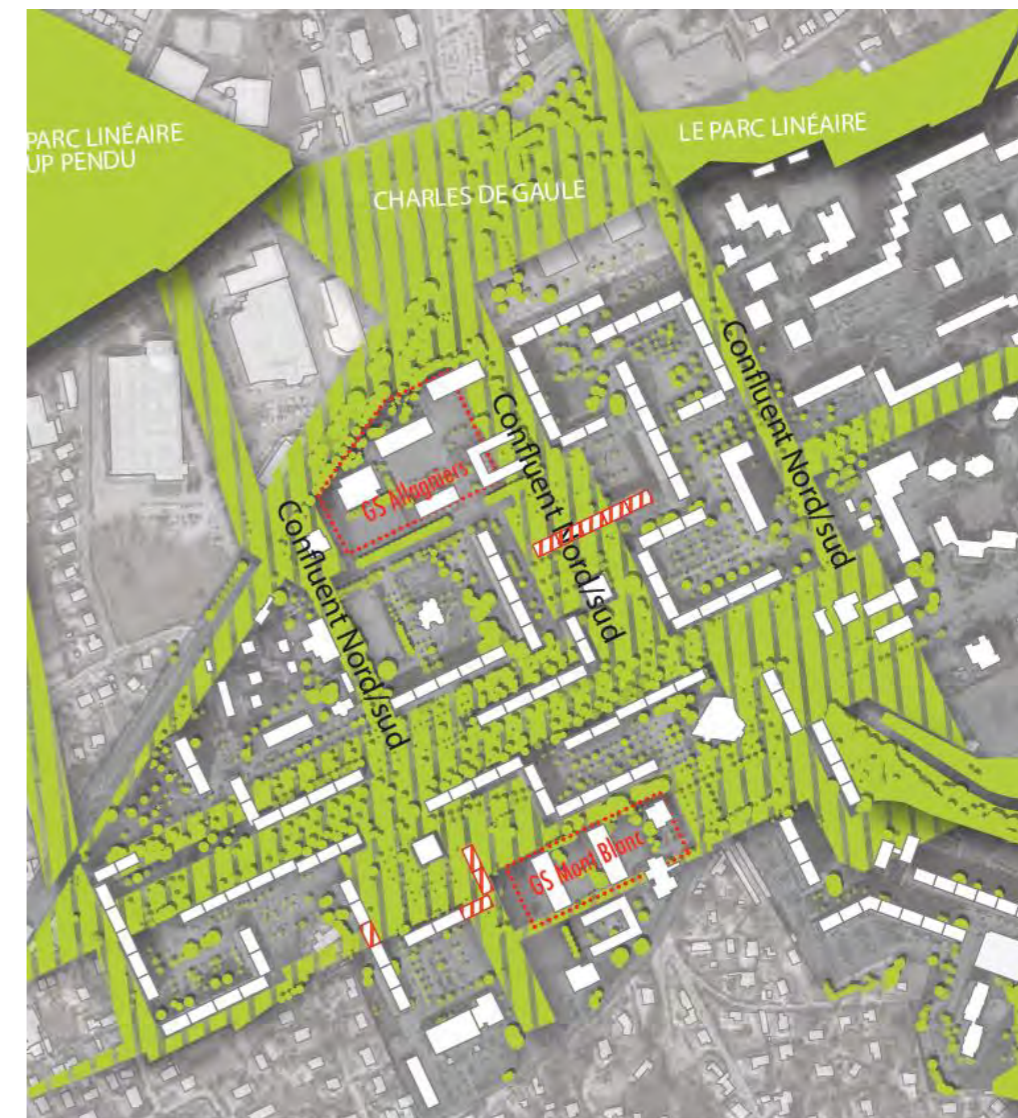 PARC LINÉAIRE
UP PENDU
LE PARC LINÉAIRE
CHARLES DE GAULE
Confluent Nord/sud
GS Allagniers
Confluent Nord/sud
Confluent Nord/sud
GS Mont Blanc